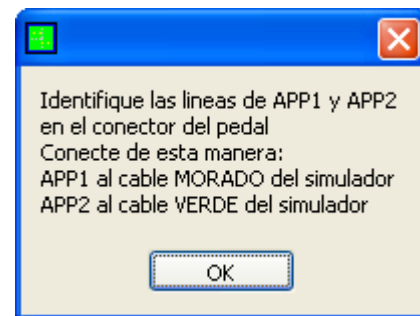 Identifique las lineas de APP1 y APP2
en el conector del pedal
Conecte de esta manera:
APP1 al cable MORADO del simulador
APP2 al cable VERDE del simulador
OK